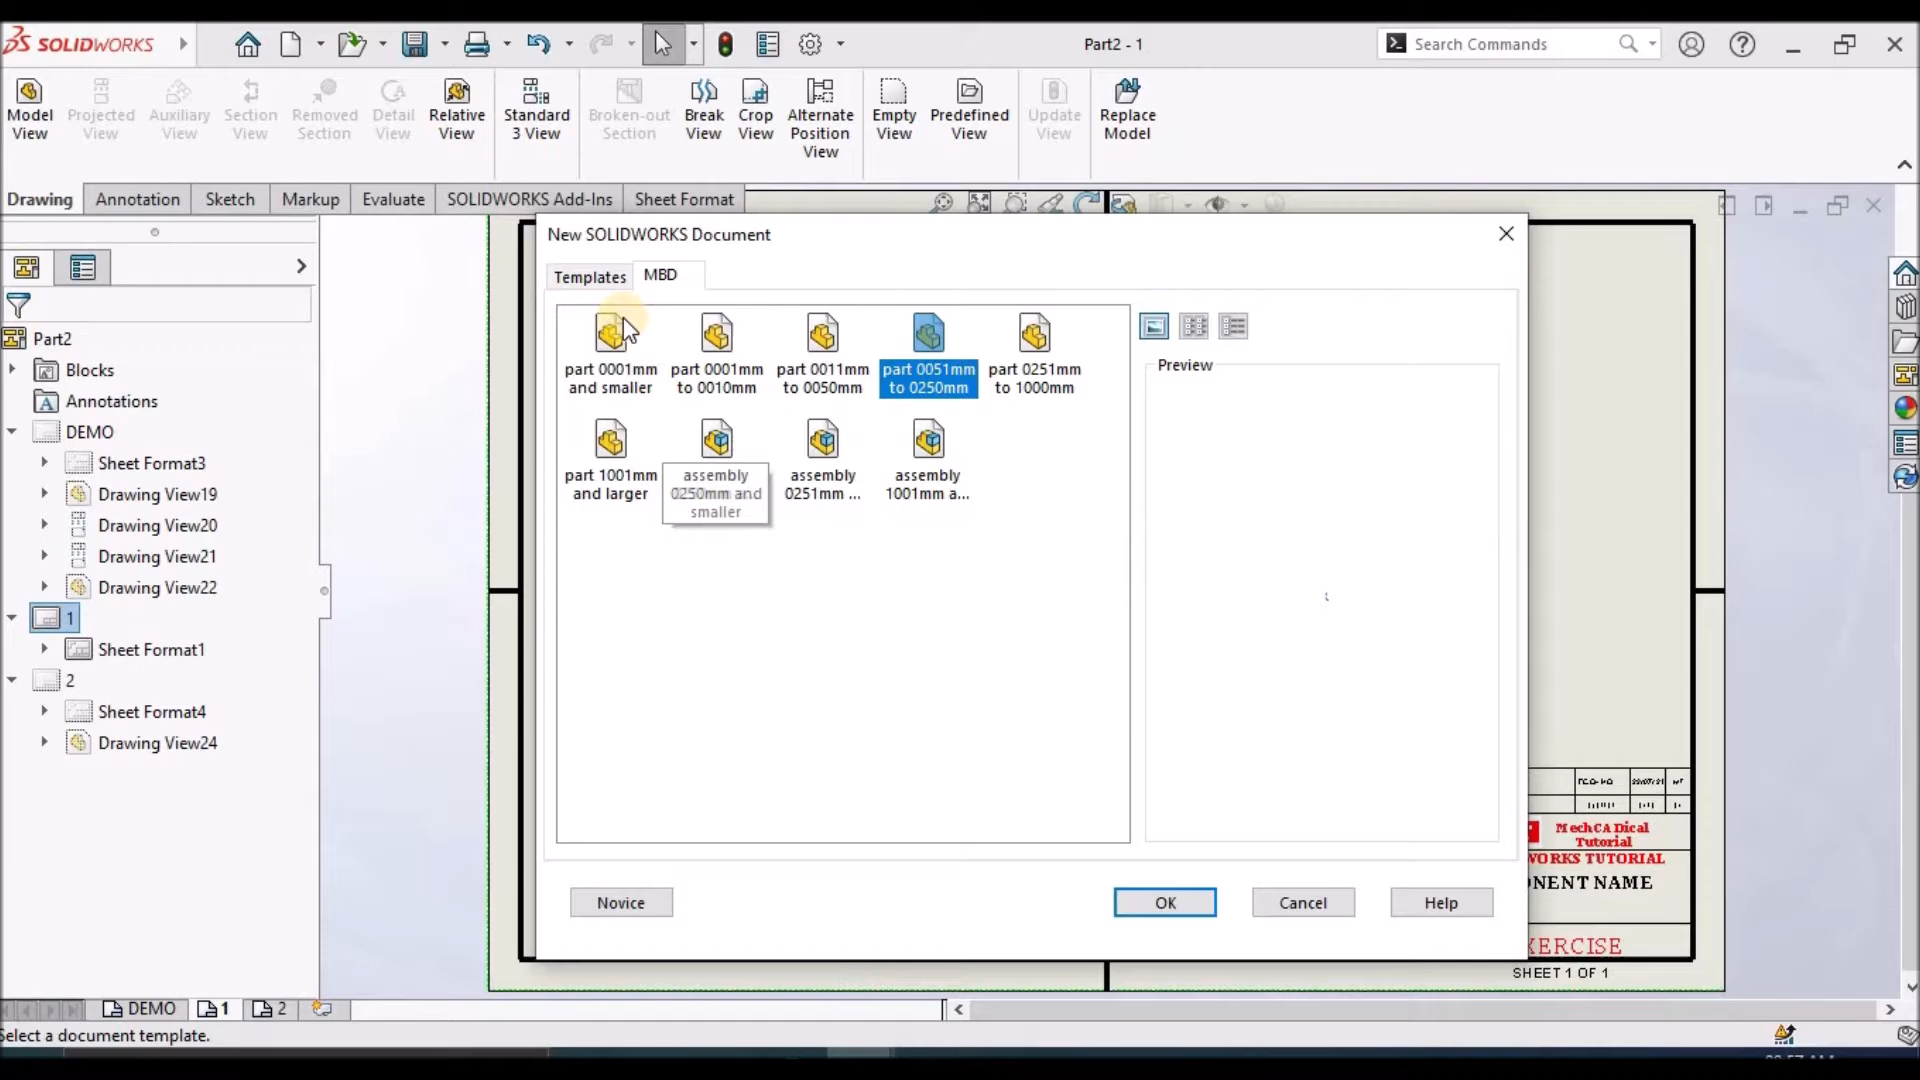 SOLIDWORKS
Part2 - 1
Search Commands
Model View
Projected View
Auxiliary View
Section View
Removed Section
Detail View
Relative View
Standard 3 View
Broken-out Section
Break View
Crop View
Alternate Position View
Empty View
Predefined View
Update View
Replace Model
Drawing
Annotation
Sketch
Markup
Evaluate
SOLIDWORKS Add-Ins
Sheet Format
Part2
Blocks
Annotations
DEMO
Sheet Format3
Drawing View19
Drawing View20
Drawing View21
Drawing View22
1
Sheet Format1
2
Sheet Format4
Drawing View24
New SOLIDWORKS Document
Templates
MBD
part 0001mm and smaller
part 0001mm to 0010mm
part 0011mm to 0050mm
part 0051mm to 0250mm
part 0251mm to 1000mm
part 1001mm and larger
assembly 0250mm and smaller
assembly 0251mm ...
assembly 1001mm a...
Preview
Novice
OK
Cancel
Help
MechCADical
Tutorial
WORKS TUTORIAL
NENT NAME
XERCISE
SHEET 1 OF 1
DEMO
1
2
Select a document template.